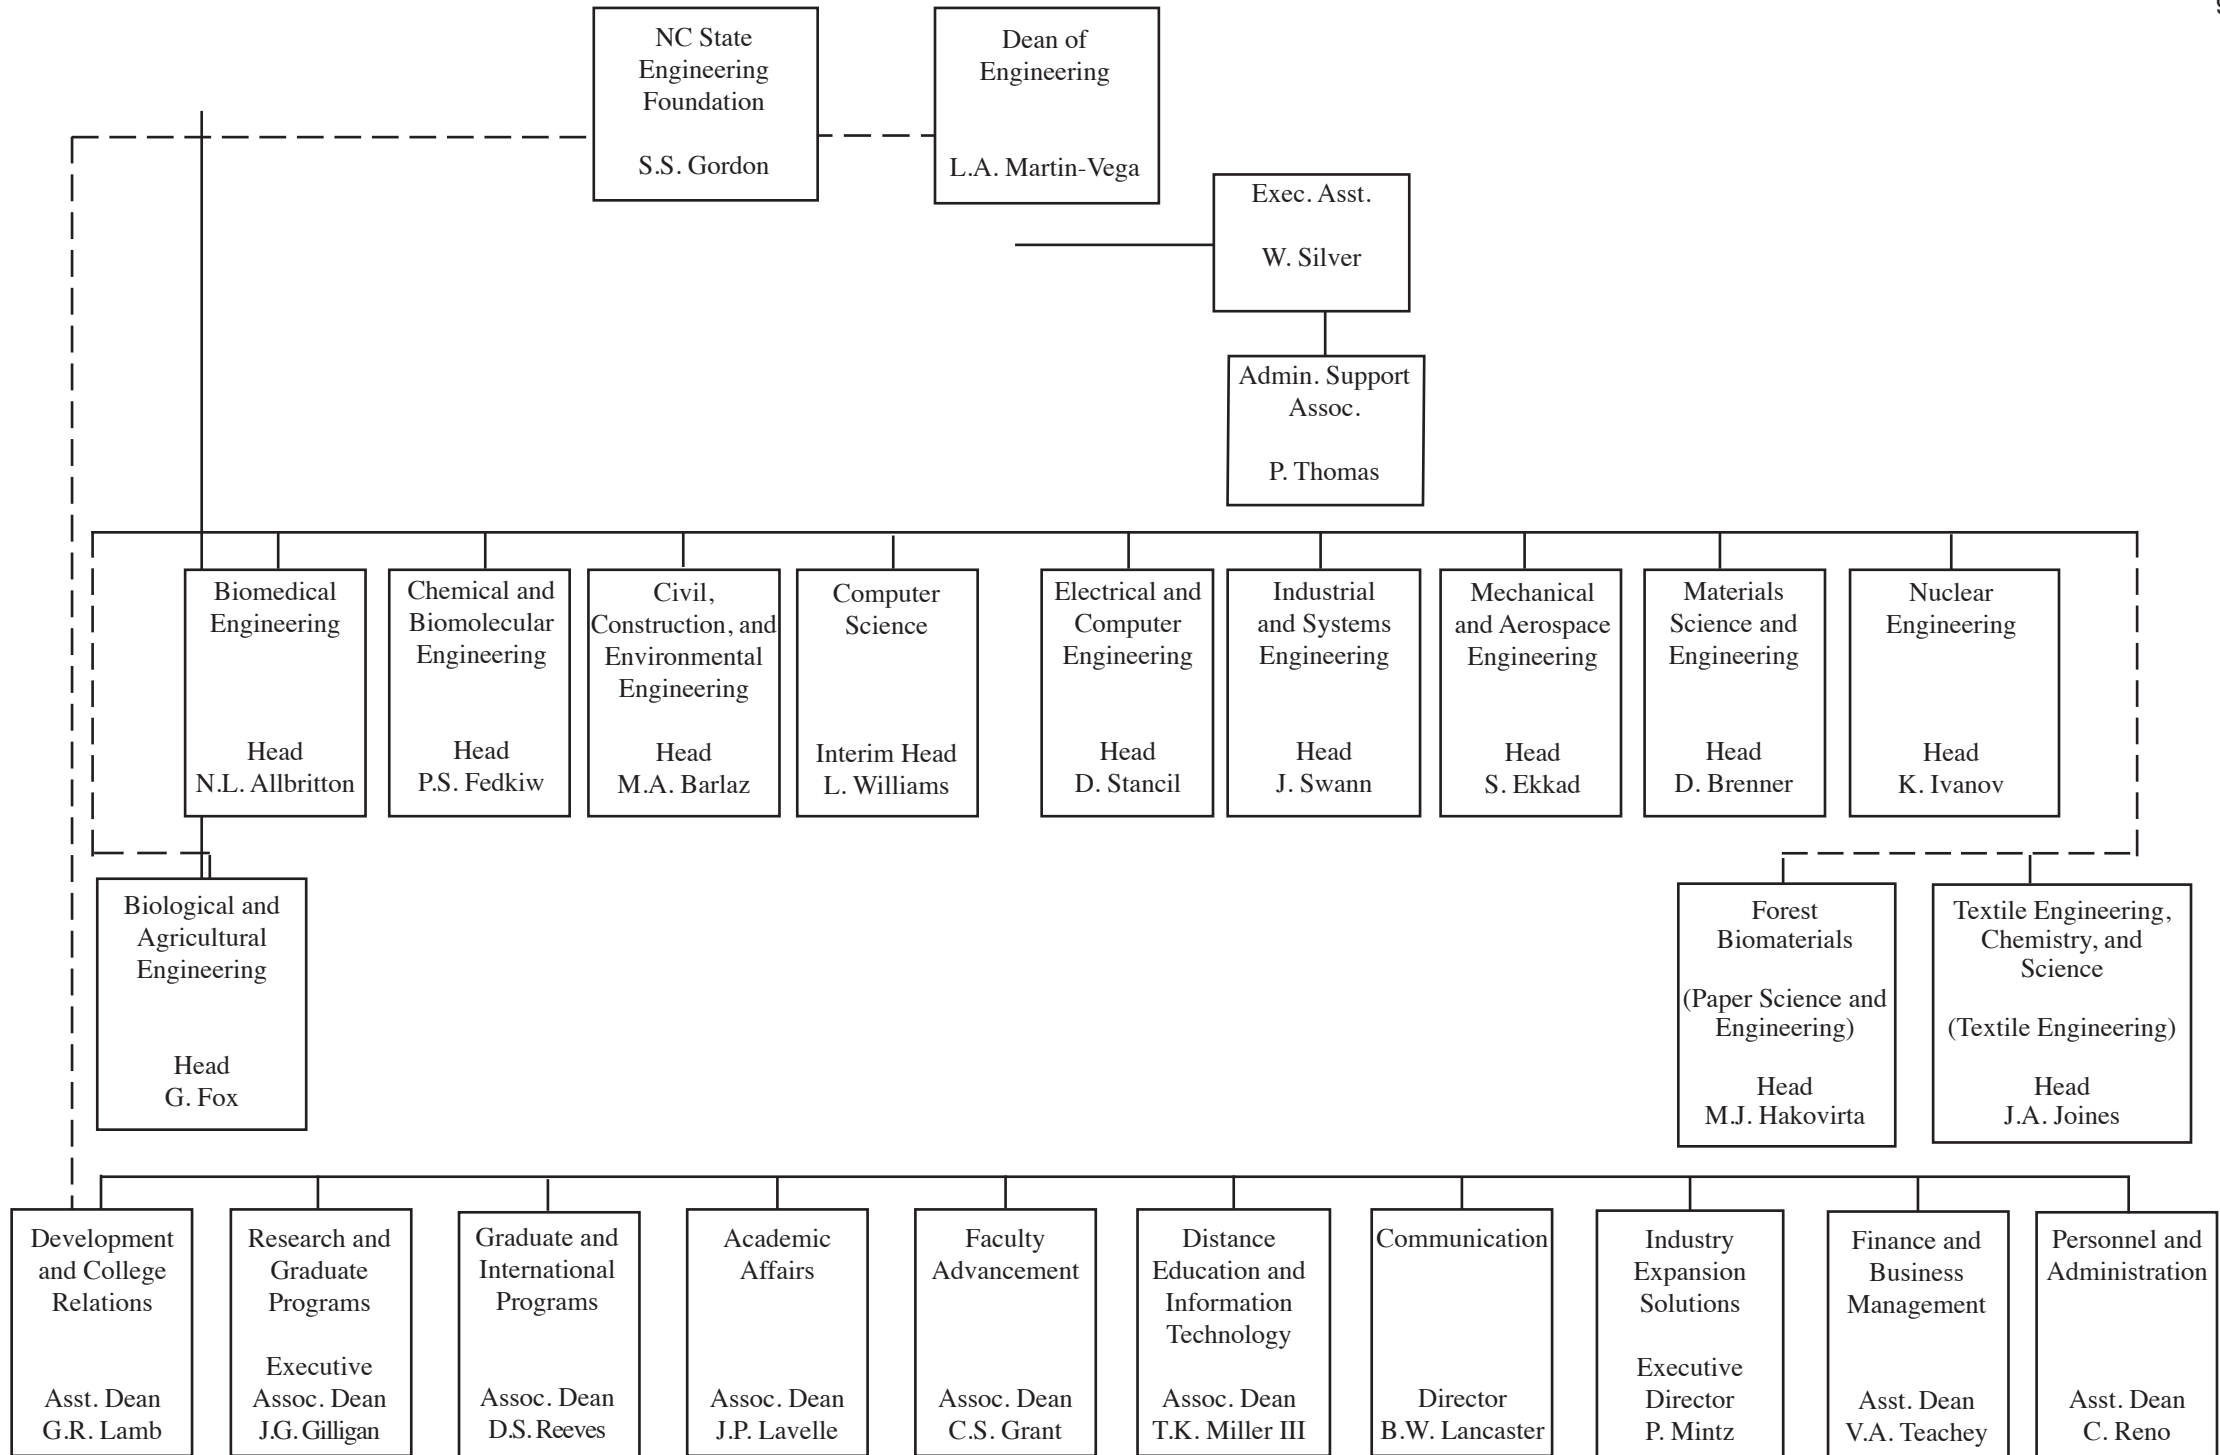 NC State
Engineering
Foundation
S.S. Gordon
Dean of
Engineering
L.A. Martin-Vega
Exec. Asst.
W. Silver
Admin. Support
Assoc.
P. Thomas
Biomedical
Engineering
Head
N.L. Allbritton
Chemical and
Biomolecular
Engineering
Head
P.S. Fedkiw
Civil,
Construction, and
Environmental
Engineering
Head
M.A. Barlaz
Computer
Science
Interim Head
L. Williams
Electrical and
Computer
Engineering
Head
D. Stancil
Industrial
and Systems
Engineering
Head
J. Swann
Mechanical
and Aerospace
Engineering
Head
S. Ekkad
Materials
Science and
Engineering
Head
D. Brenner
Nuclear
Engineering
Head
K. Ivanov
Biological and
Agricultural
Engineering
Head
G. Fox
Forest
Biomaterials
(Paper Science and
Engineering)
Head
M.J. Hakovirta
Textile Engineering,
Chemistry, and
Science
(Textile Engineering)
Head
J.A. Joines
Development
and College
Relations
Asst. Dean
G.R. Lamb
Research and
Graduate
Programs
Executive
Assoc. Dean
J.G. Gilligan
Graduate and
International
Programs
Assoc. Dean
D.S. Reeves
Academic
Affairs
Assoc. Dean
J.P. Lavelle
Faculty
Advancement
Assoc. Dean
C.S. Grant
Distance
Education and
Information
Technology
Assoc. Dean
T.K. Miller III
Communication
Director
B.W. Lancaster
Industry
Expansion
Solutions
Executive
Director
P. Mintz
Finance and
Business
Management
Asst. Dean
V.A. Teachey
Personnel and
Administration
Asst. Dean
C. Reno